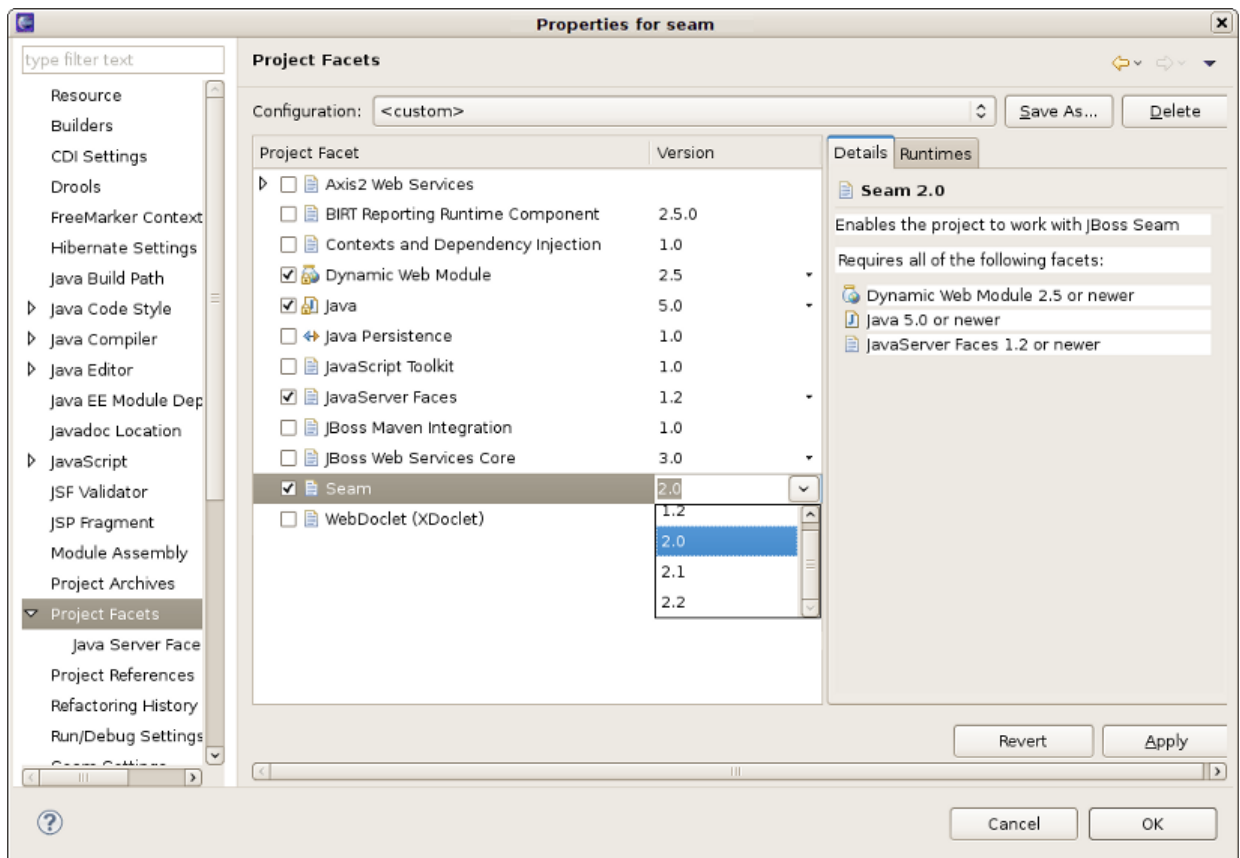 Properties for seam
type filter text
Resource
Builders
CDI Settings
Drools
FreeMarker Context
Hibernate Settings
Java Build Path
Java Code Style
Java Compiler
Java Editor
Java EE Module Dep
Javadoc Location
JavaScript
JSF Validator
JSP Fragment
Module Assembly
Project Archives
Project Facets
Java Server Face
Project References
Refactoring History
Run/Debug Settings
Project Facets
Configuration: <custom> Save As... Delete
Project Facet Version
Axis2 Web Services
BIRT Reporting Runtime Component 2.5.0
Contexts and Dependency Injection 1.0
Dynamic Web Module 2.5
Java 5.0
Java Persistence 1.0
JavaScript Toolkit 1.0
JavaServer Faces 1.2
JBoss Maven Integration 1.0
JBoss Web Services Core 3.0
Seam 2.0
WebDoclet (XDoclet)
1.2
2.0
2.1
2.2
Details Runtimes
Seam 2.0
Enables the project to work with JBoss Seam
Requires all of the following facets:
Dynamic Web Module 2.5 or newer
Java 5.0 or newer
JavaServer Faces 1.2 or newer
Revert Apply
Cancel OK